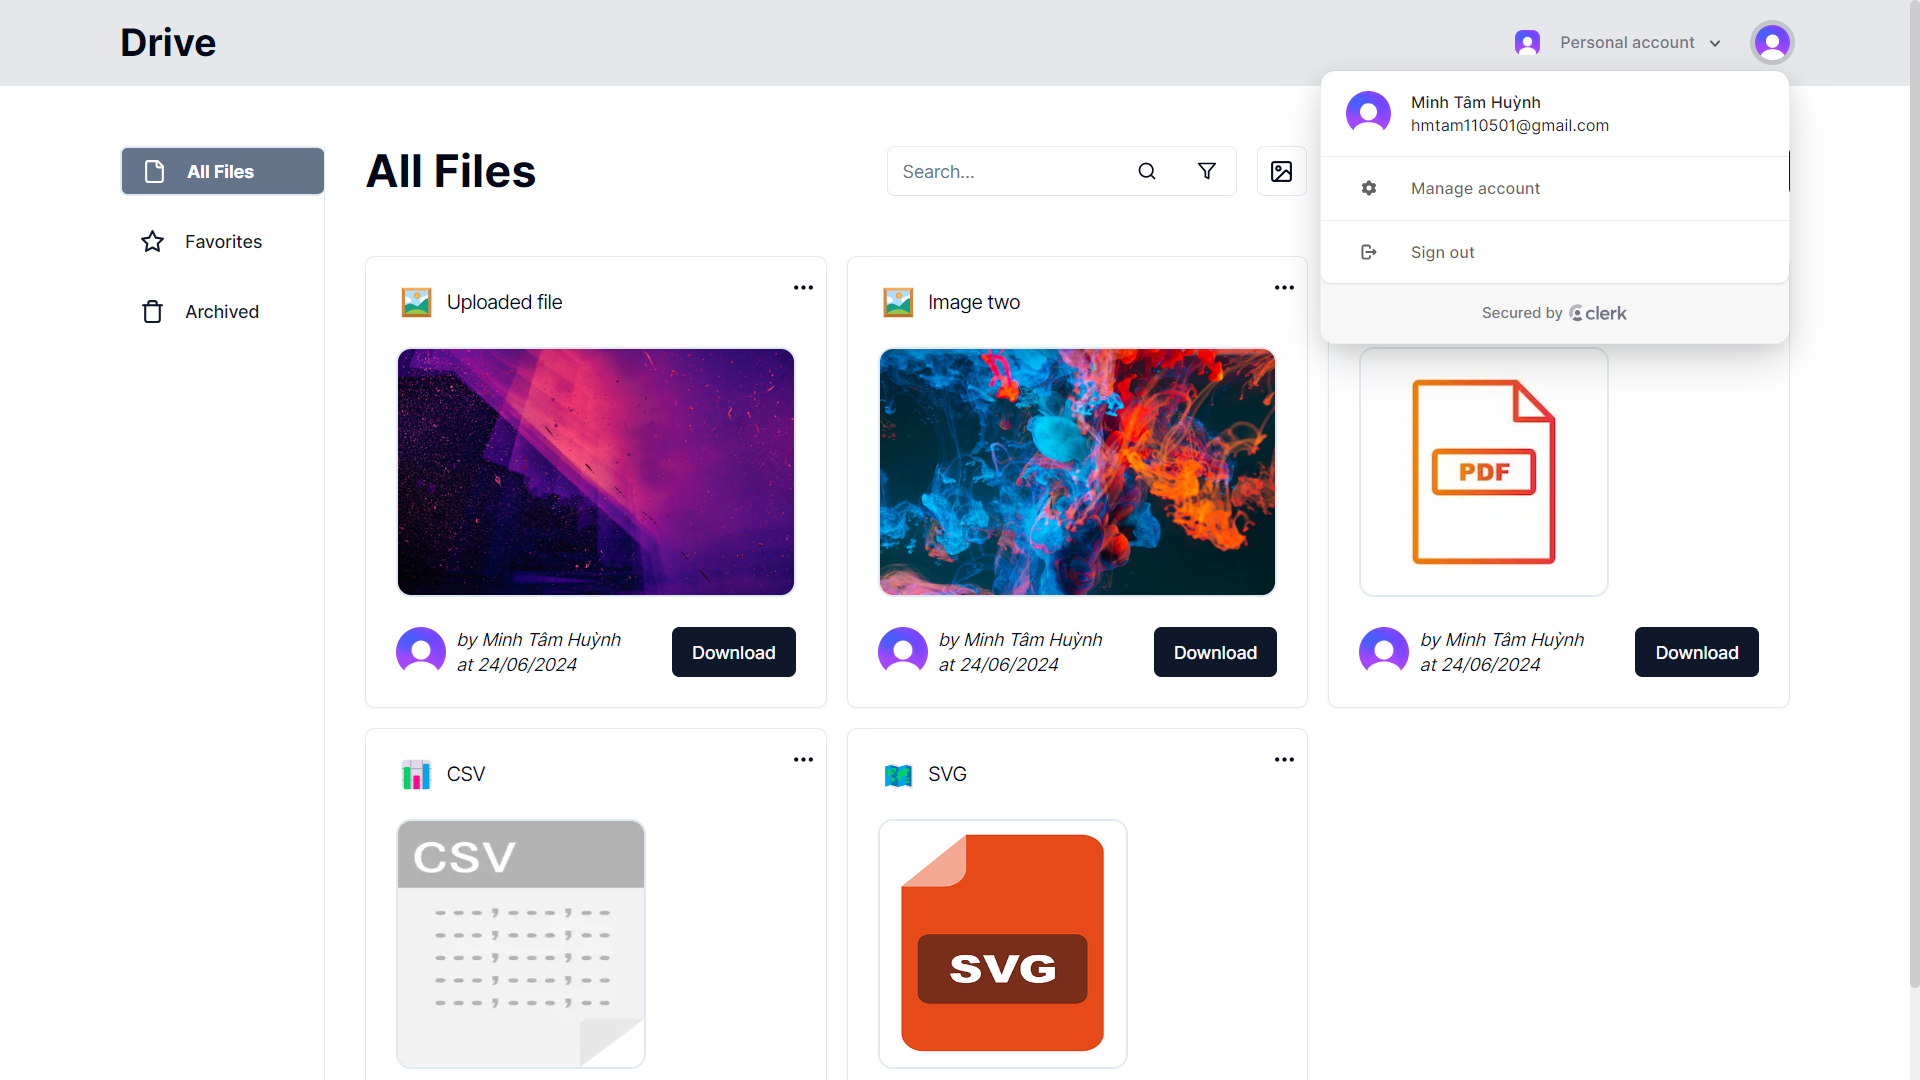 Drive
Personal account
Minh Tâm Huỳnh
hmtam110501@gmail.com
Manage account
Sign out
Secured by clerk
All Files
Favorites
Archived
All Files
Search...
Uploaded file
by Minh Tâm Huỳnh
at 24/06/2024
Download
Image two
by Minh Tâm Huỳnh
at 24/06/2024
Download
PDF
by Minh Tâm Huỳnh
at 24/06/2024
Download
CSV
CSV
SVG
SVG